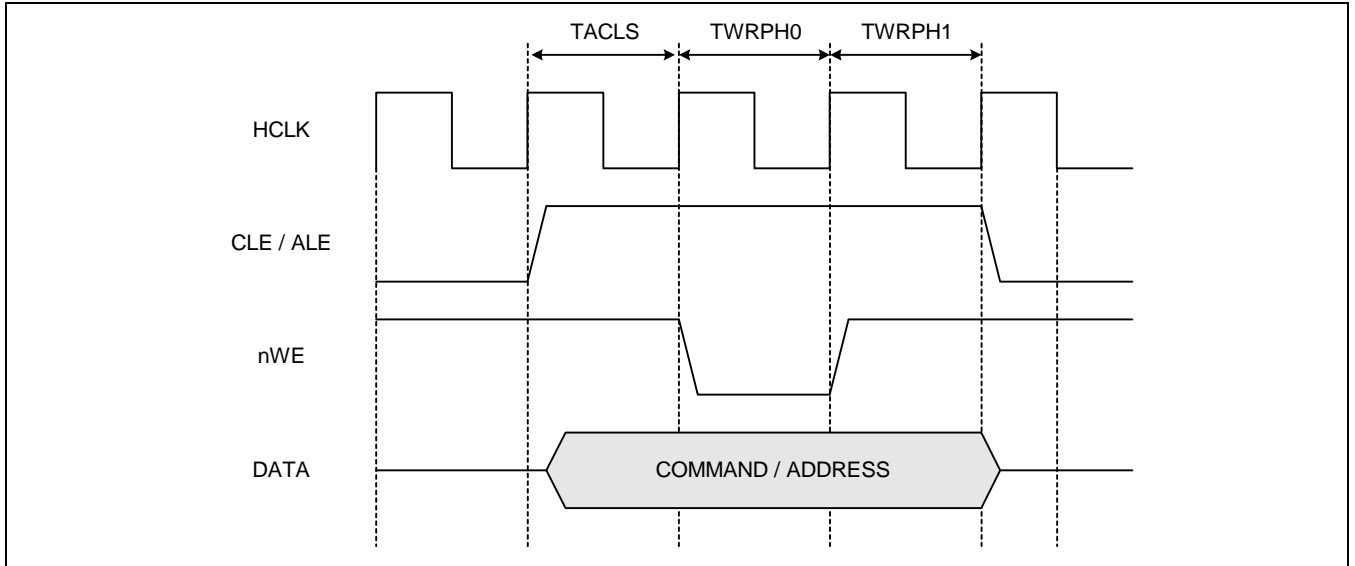 TACLS TWRPH0 TWRPH1
HCLK
CLE / ALE
nWE
DATA COMMAND / ADDRESS